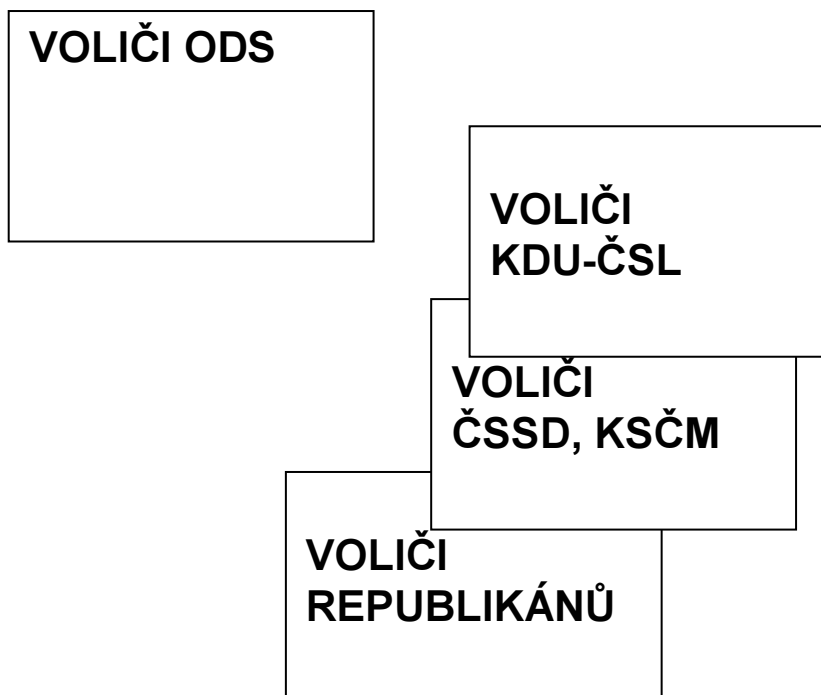 VOLIČI ODS
VOLIČI
KDU-ČSL
VOLIČI
ČSSD, KSČM
VOLIČI
REPUBLIKÁNŮ